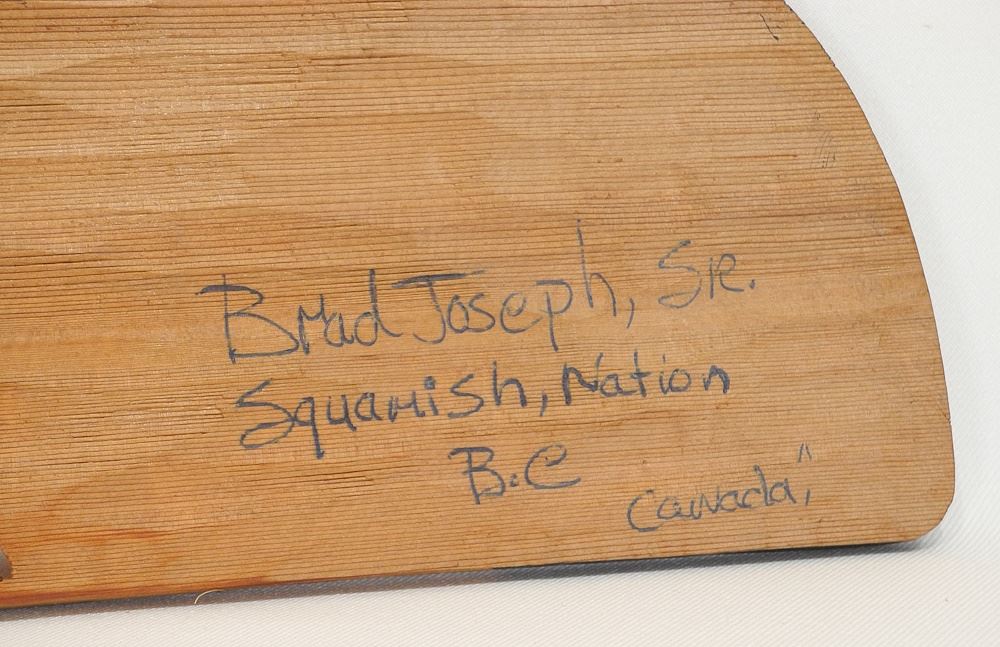 Brad Joseph, Sr.
Squamish, Nation
B.C
Canada,"